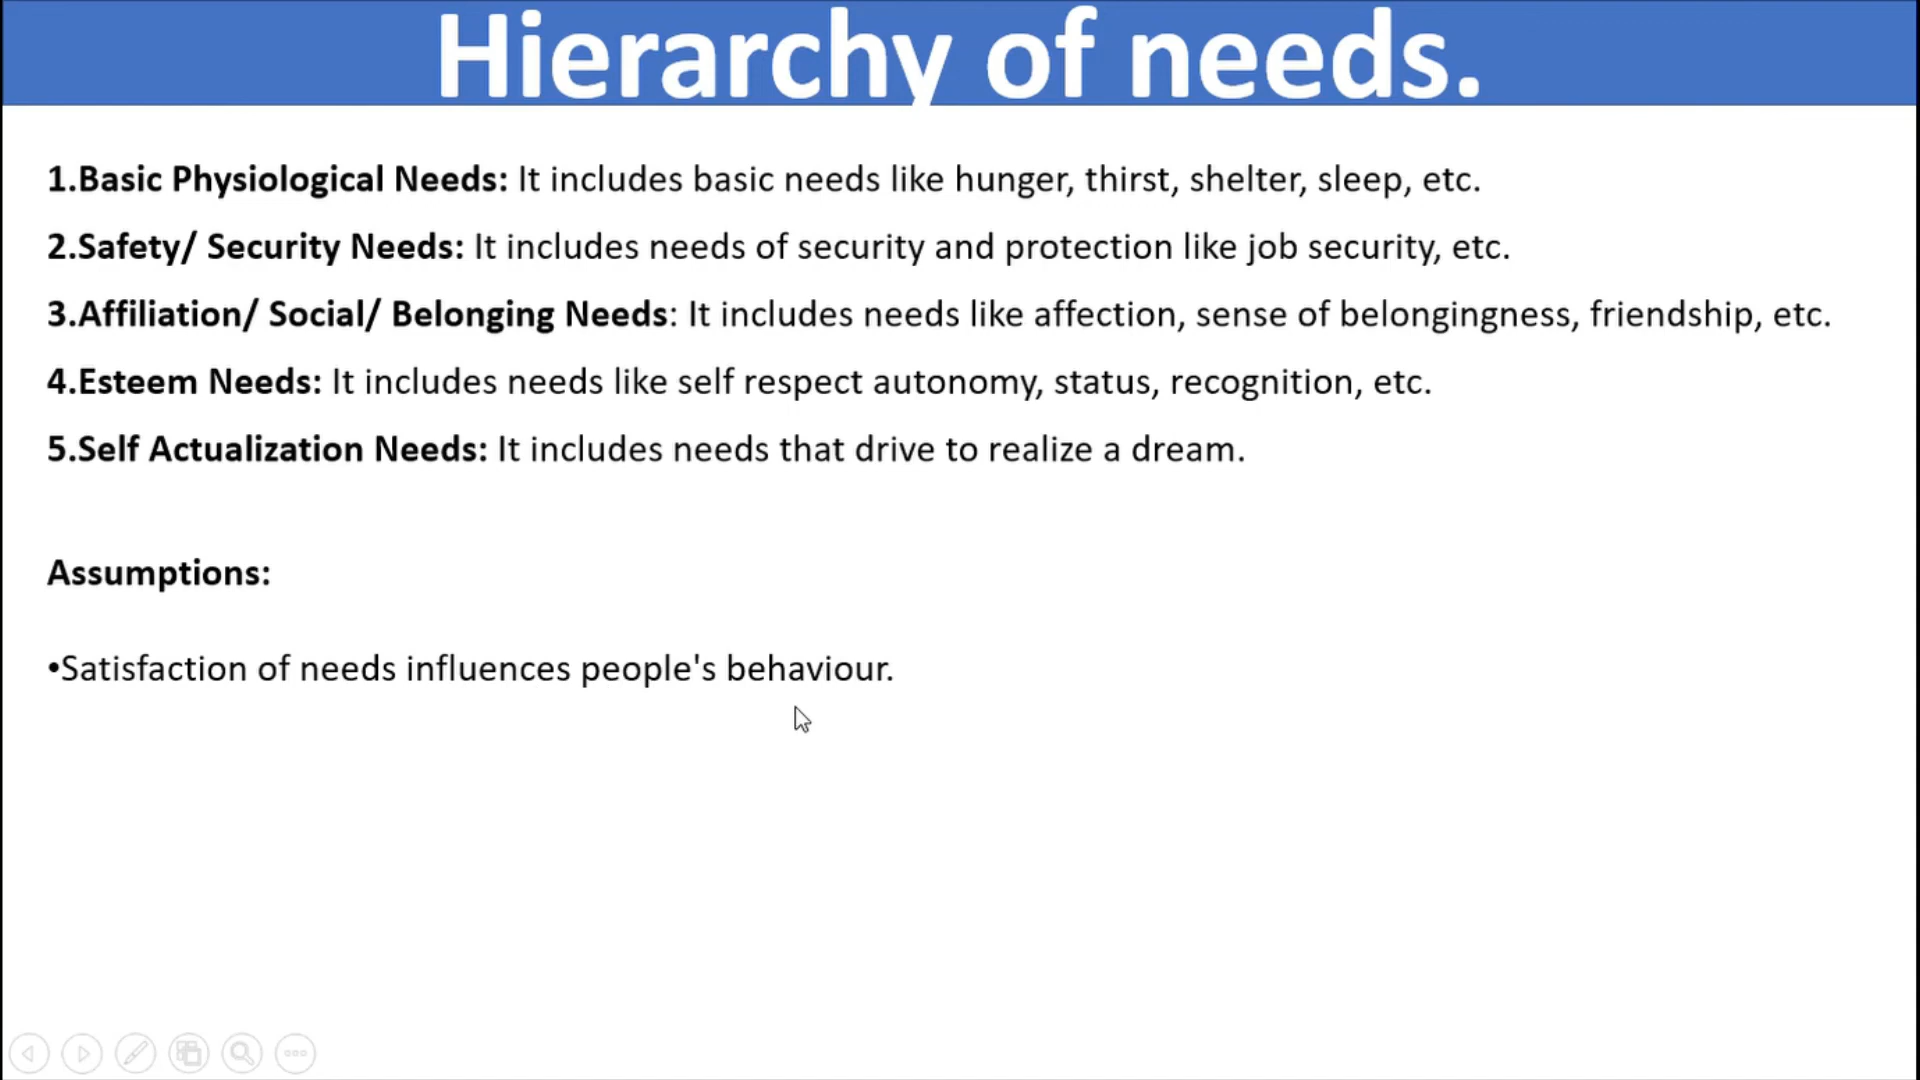 Hierarchy of needs.
1.Basic Physiological Needs: It includes basic needs like hunger, thirst, shelter, sleep, etc.
2.Safety/ Security Needs: It includes needs of security and protection like job security, etc.
3.Affiliation/ Social/ Belonging Needs: It includes needs like affection, sense of belongingness, friendship, etc.
4.Esteem Needs: It includes needs like self respect autonomy, status, recognition, etc.
5.Self Actualization Needs: It includes needs that drive to realize a dream.
Assumptions:
•Satisfaction of needs influences people's behaviour.